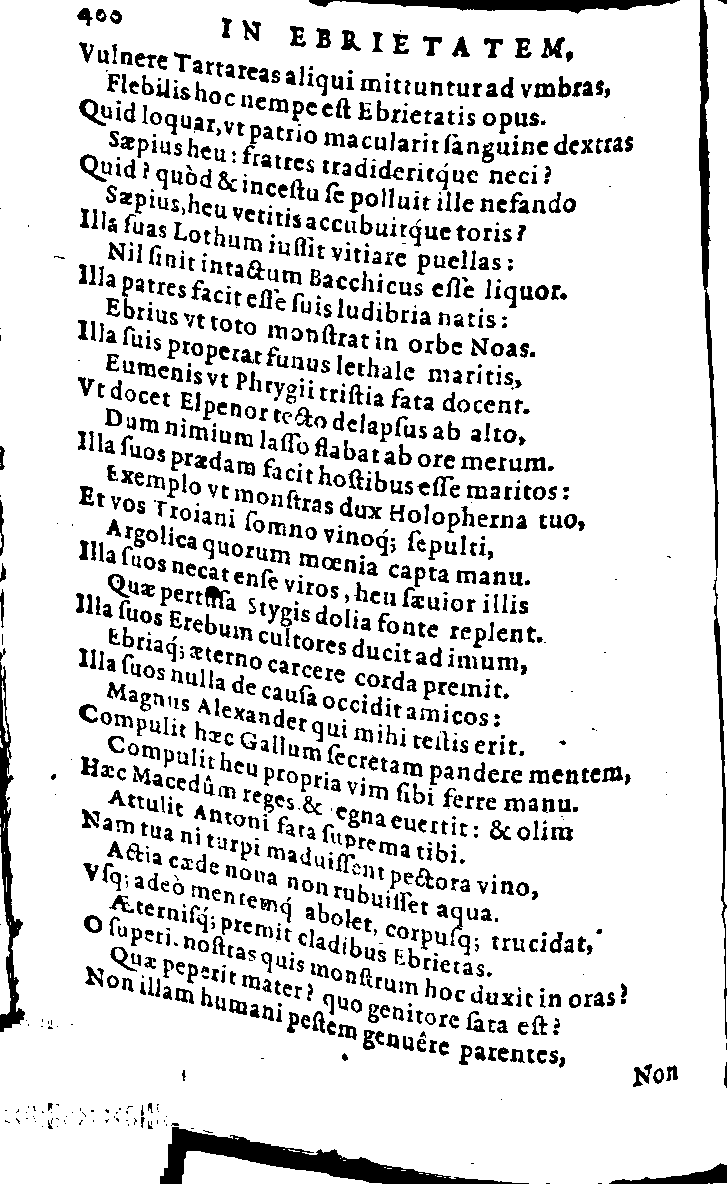 400
IN EBRIETATEM,
Vulnere Tartareas aliqui mittuntur ad vmbras,
Flebilis hoc nempe eſt Ebrietatis opus.
Quid loquar, vt patrio macularit ſanguine dextras
Sæpius heu: fratres tradideritq́ue neci?
Quid? quòd & inceſtu ſe polluit ille nefando
Sæpius, heu vetitis accubuitq́ue toris?
Illa ſuas Lothum iuſſit vitiare puellas:
Nil ſinit intactum Bacchicus eſſe liquor.
Illa patres facit eſſe ſuis ludibria natis:
Ebrius vt toto monſtrat in orbe Noas.
Illa ſuis properat funus lethale maritis,
Eumenis vt Phrygii triſtia fata docent.
Vt docet Elpenor tecto delapſus ab alto,
Dum nimium laſſo flabat ab ore merum.
Illa ſuos prædam facit hoſtibus eſſe maritos:
Exemplo vt monſtras dux Holopherna tuo,
Et vos Troiani ſomno vinoq́; ſepulti,
Argolica quorum mœnia capta manu.
Illa ſuos necat enſe viros, heu ſæuior illis
Quæ pertuſa Stygis dolia fonte replent.
Illa ſuos Erebum cultores ducit ad imum,
Ebriaq́; æterno carcere corda premit.
Illa ſuos nulla de cauſa occidit amicos:
Magnus Alexander qui mihi teſtis erit.
Compulit hæc Gallum ſecretam pandere mentem,
Compulit heu propria vim ſibi ferre manu.
Hæc Macedûm reges & egna euertit: & olim
Attulit Antoni fata ſuprema tibi.
Nam tua ni turpi maduiſſent pectora vino,
Actia cæde noua non rubuiſſet aqua.
Vſq; adeò mentemq́ abolet, corpuſq; trucidat,
Æterniſq́; premit cladibus Ebrietas.
O ſuperi. noſtras quis monſtrum hoc duxit in oras?
Quæ peperit mater? quo genitore ſata eſt?
Non illam humani peſtem genuêre parentes,
Non